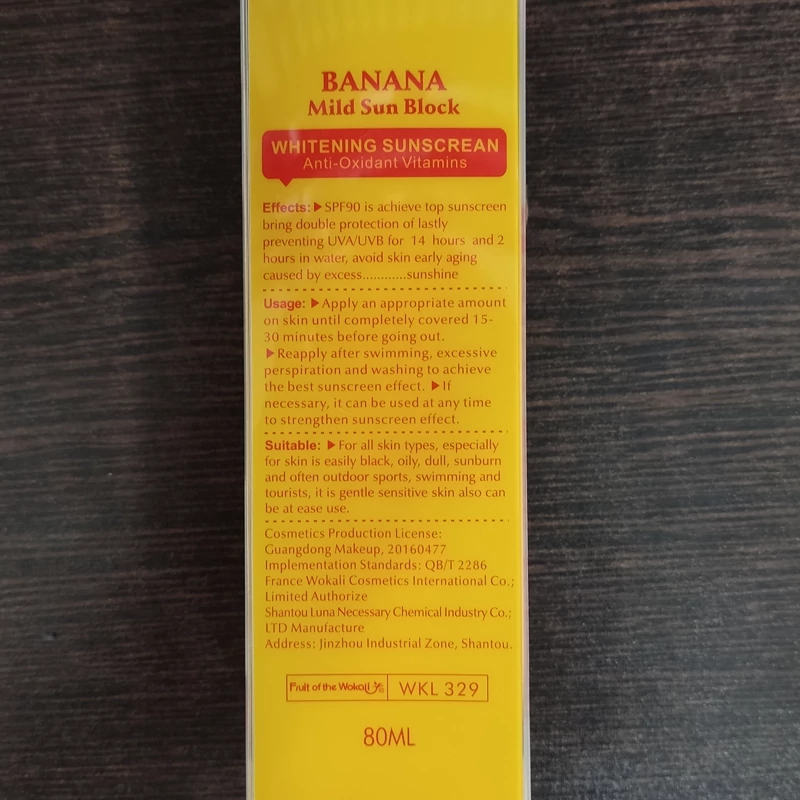 BANANA
Mild Sun Block
WHITENING SUNSCREAN
Anti-Oxidant Vitamins
Effects: ▶SPF90 is achieve top sunscreen
bring double protection of lastly
preventing UVA/UVB for 14 hours and 2
hours in water, avoid skin early aging
caused by excess............sunshine
Usage: ▶Apply an appropriate amount
on skin until completely covered 15-
30 minutes before going out.
▶Reapply after swimming, excessive
perspiration and washing to achieve
the best sunscreen effect. ▶If
necessary, it can be used at any time
to strengthen sunscreen effect.
Suitable: ▶For all skin types, especially
for skin is easily black, oily, dull, sunburn
and often outdoor sports, swimming and
tourists, it is gentle sensitive skin also can
be at ease use.
Cosmetics Production License:
Guangdong Makeup, 20160477
Implementation Standards: QB/T 2286
France Wokali Cosmetics International Co.;
Limited Authorize
Shantou Luna Necessary Chemical Industry Co.;
LTD Manufacture
Address: Jinzhou Industrial Zone, Shantou.
Fruit of the Wokali WKL 329
80ML